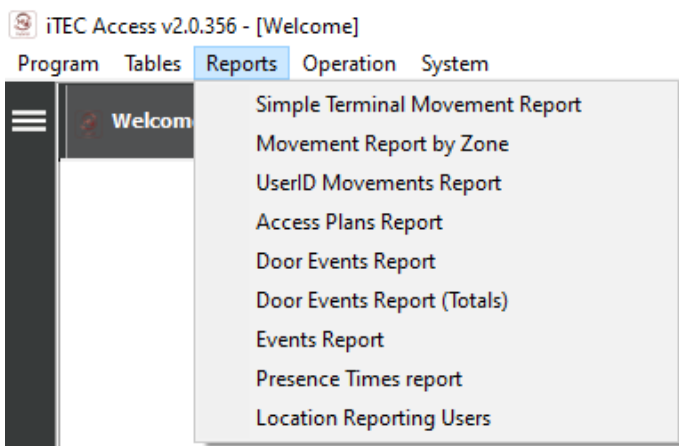 iTEC Access v2.0.356 - [Welcome]
Program Tables Reports Operation System
Welcom
Simple Terminal Movement Report
Movement Report by Zone
UserID Movements Report
Access Plans Report
Door Events Report
Door Events Report (Totals)
Events Report
Presence Times report
Location Reporting Users